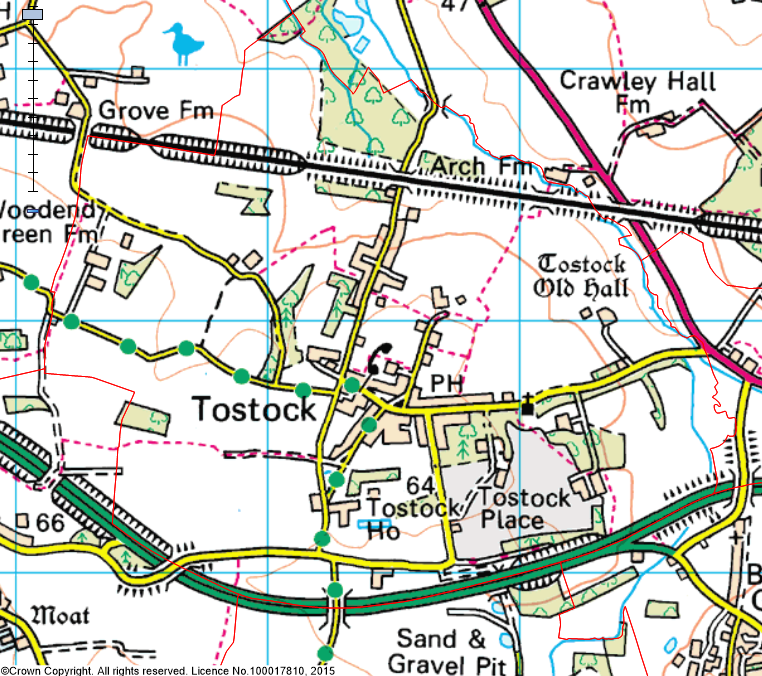 H
47
Grove Fm
Crawley Hall
Fm
Arch Fm
Woodend
reen Fm
Tostock
Old Hall
PH
Tostock
64
Tostock
Ho
Tostock
Place
66
Moat
B
C
Sand &
Gravel Pit
©Crown Copyright. All rights reserved. Licence No.100017810, 2015